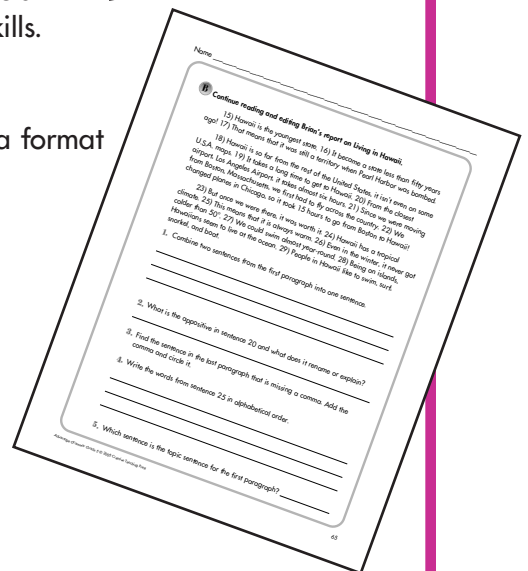 kills.
a format
Name
B Continue reading and editing Brian's report on Living in Hawaii.
15) Hawaii is the youngest state. 16) It became a state less than fifty years
ago! 17) That means that it was still a territory when Pearl Harbor was bombed.
18) Hawaii is so far from the rest of the United States, it isn't even on some
U.S.A. maps. 19) It takes a long time to get to Hawaii. 20) From the closest
airport, Los Angeles Airport, it takes almost six hours. 21) Since we were moving
from Boston, Massachusetts, we first had to fly across the country. 22) We
changed planes in Chicago, so it took 15 hours to go from Boston to Hawaii!
23) But once we were there, it was worth it. 24) Hawaii has a tropical
climate. 25) This means that it is always warm. 26) Even in the winter, it never got
colder than 50°. 27) We could swim almost year-round. 28) Being on islands,
Hawaiians seem to live at the ocean. 29) People in Hawaii like to swim, surf,
snorkel, and boat.
1. Combine two sentences from the first paragraph into one sentence.
2. What is the appositive in sentence 20 and what does it rename or explain?
3. Find the sentence in the last paragraph that is missing a comma. Add the
comma and circle it.
4. Write the words from sentence 25 in alphabetical order.
5. Which sentence is the topic sentence for the first paragraph?
65